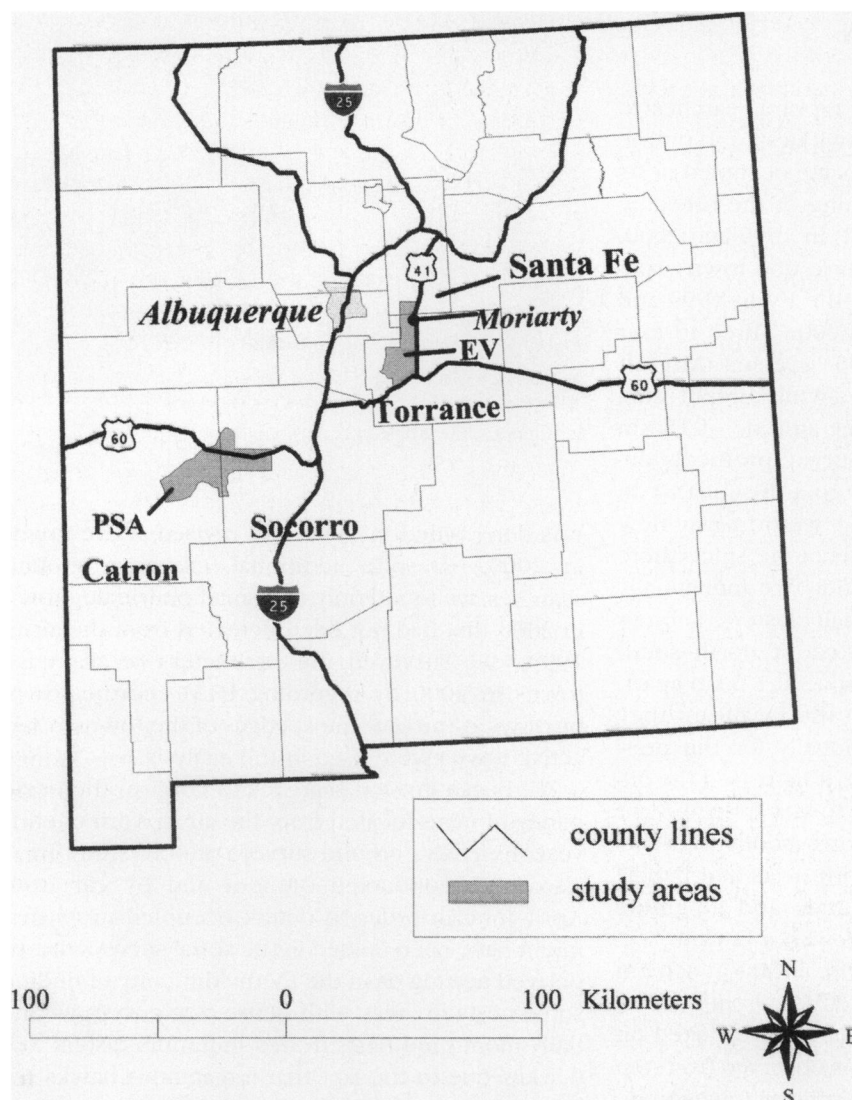 25
41
Santa Fe
Albuquerque
Moriarty
EV
60
Torrance
60
PSA
Socorro
Catron
25
county lines
study areas
100 0 100 Kilometers
N
W E
S